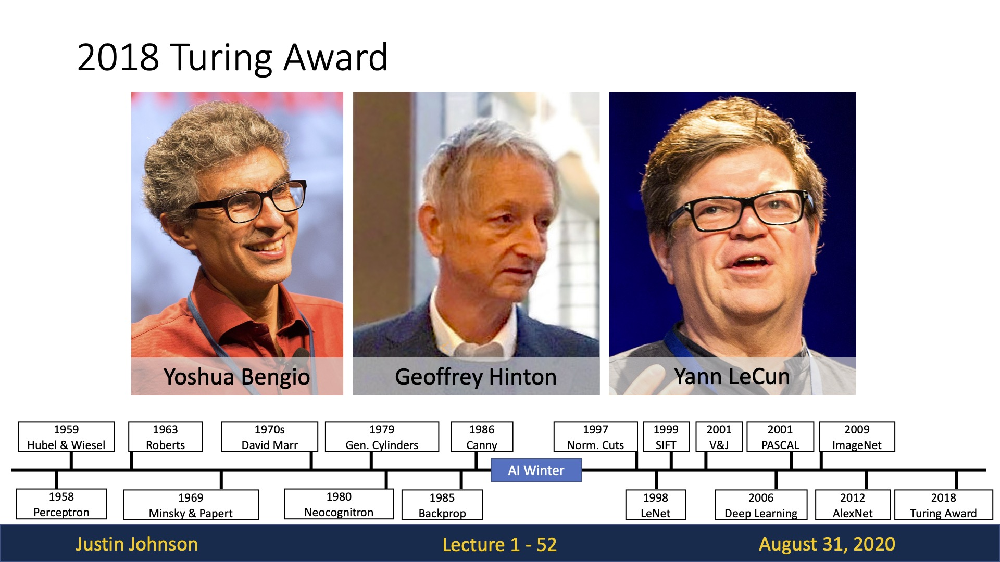 2018 Turing Award
Yoshua Bengio
Geoffrey Hinton
Yann LeCun
1959
Hubel & Wiesel
1963
Roberts
1970s
David Marr
1979
Gen. Cylinders
1986
Canny
1997
Norm. Cuts
1999
SIFT
2001
V&J
2001
PASCAL
2009
ImageNet
AI Winter
1958
Perceptron
1969
Minsky & Papert
1980
Neocognitron
1985
Backprop
1998
LeNet
2006
Deep Learning
2012
AlexNet
2018
Turing Award
Justin Johnson
Lecture 1 - 52
August 31, 2020